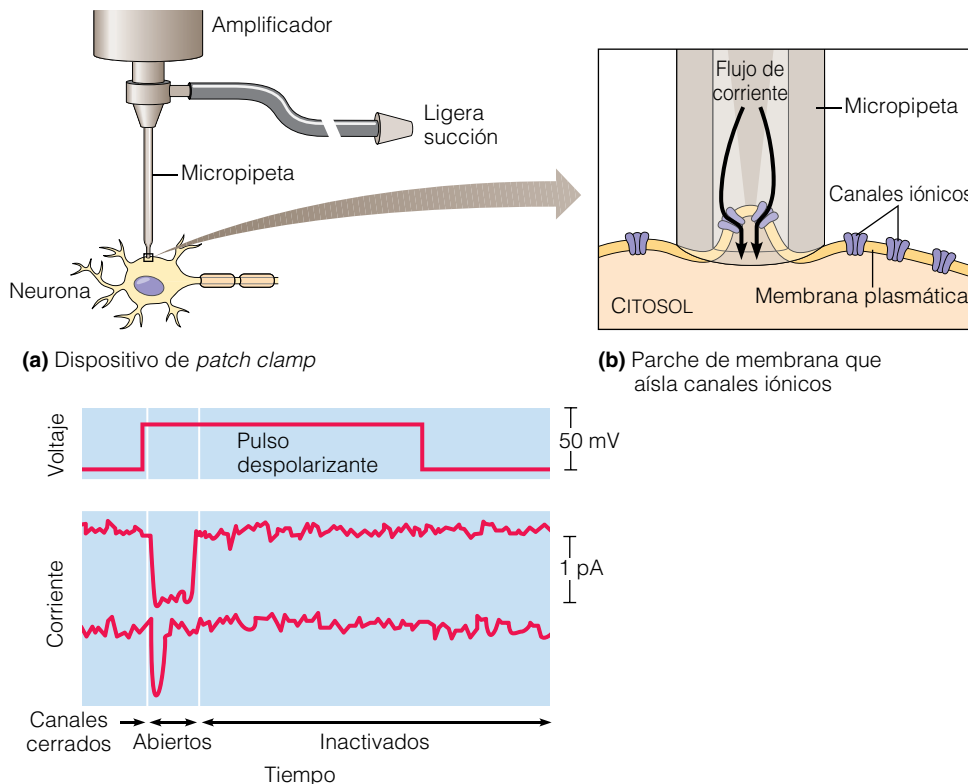 Amplificador
Ligera
succión
Micropipeta
Neurona
(a) Dispositivo de patch clamp
Flujo de
corriente
Micropipeta
Canales iónicos
Membrana plasmática
CITOSOL
(b) Parche de membrana que
aísla canales iónicos
Voltaje
Pulso
despolarizante
50 mV
Corriente
1 pA
Canales
cerrados
Abiertos
Inactivados
Tiempo